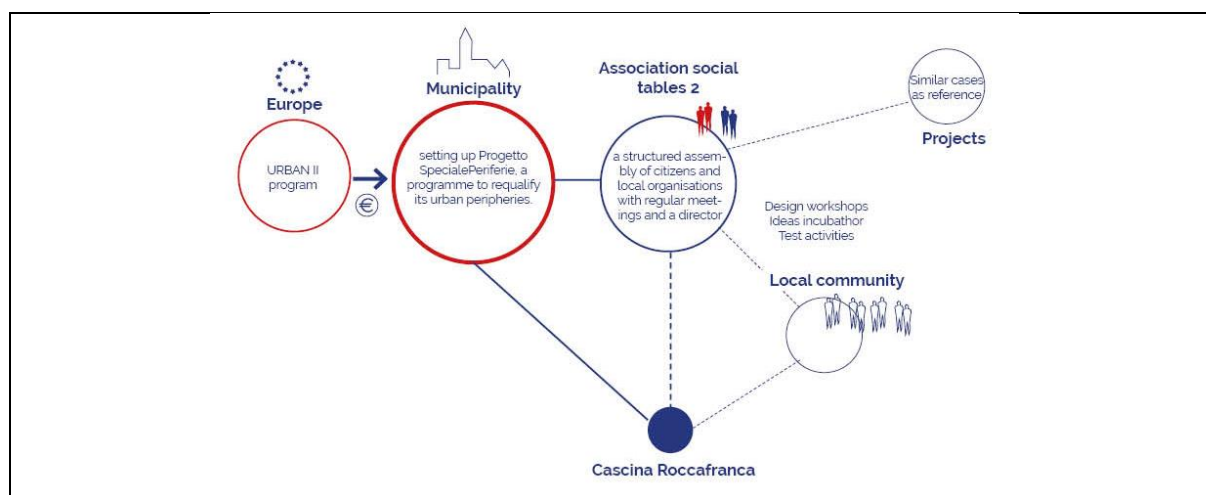 Europe
URBAN II
program
€
Municipality
setting up Progetto
SpecialePeriferie, a
programme to requalify
its urban peripheries.
Association social
tables 2
a structured assem-
bly of citizens and
local organisations
with regular meet-
ings and a director
Similar cases
as reference
Projects
Design workshops
Ideas incubathor
Test activities
Local community
Cascina Roccafranca